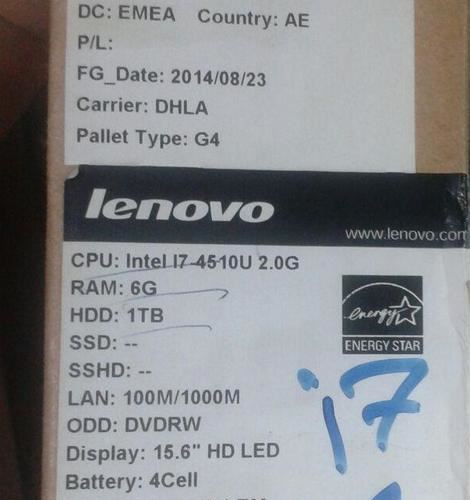 DC: EMEA Country: AE
P/L:
FG_Date: 2014/08/23
Carrier: DHLA
Pallet Type: G4
lenovo
www.lenovo.com
CPU: Intel I7-4510U 2.0G
RAM: 6G
HDD: 1TB
energy
ENERGY STAR
SSD: --
SSHD: --
i7
LAN: 100M/1000M
ODD: DVDRW
Display: 15.6" HD LED
Battery: 4Cell